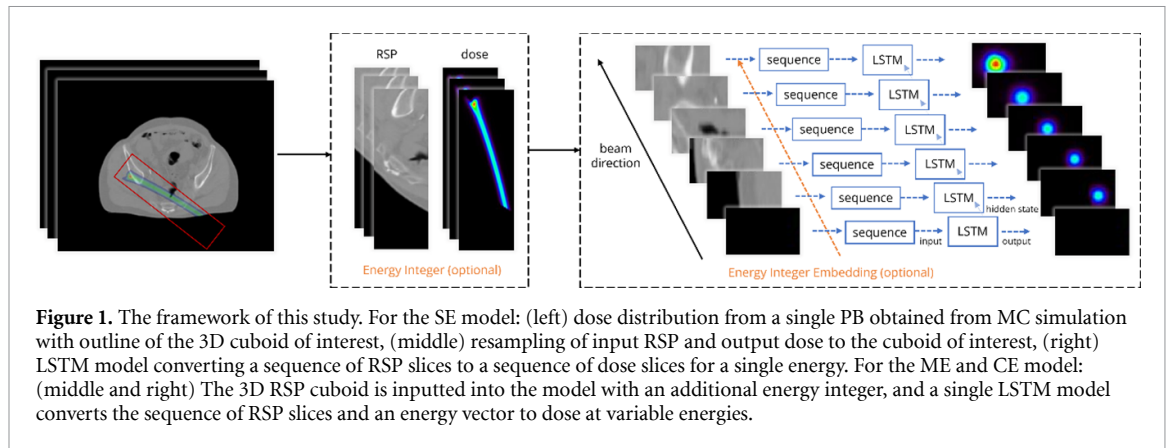 RSP
dose
Energy Integer (optional)
beam
direction
sequence
LSTM
sequence
LSTM
sequence
LSTM
sequence
LSTM
sequence
LSTM
hidden state
sequence
input
LSTM
output
Energy Integer Embedding (optional)
Figure 1. The framework of this study. For the SE model: (left) dose distribution from a single PB obtained from MC simulation
with outline of the 3D cuboid of interest, (middle) resampling of input RSP and output dose to the cuboid of interest, (right)
LSTM model converting a sequence of RSP slices to a sequence of dose slices for a single energy. For the ME and CE model:
(middle and right) The 3D RSP cuboid is inputted into the model with an additional energy integer, and a single LSTM model
converts the sequence of RSP slices and an energy vector to dose at variable energies.